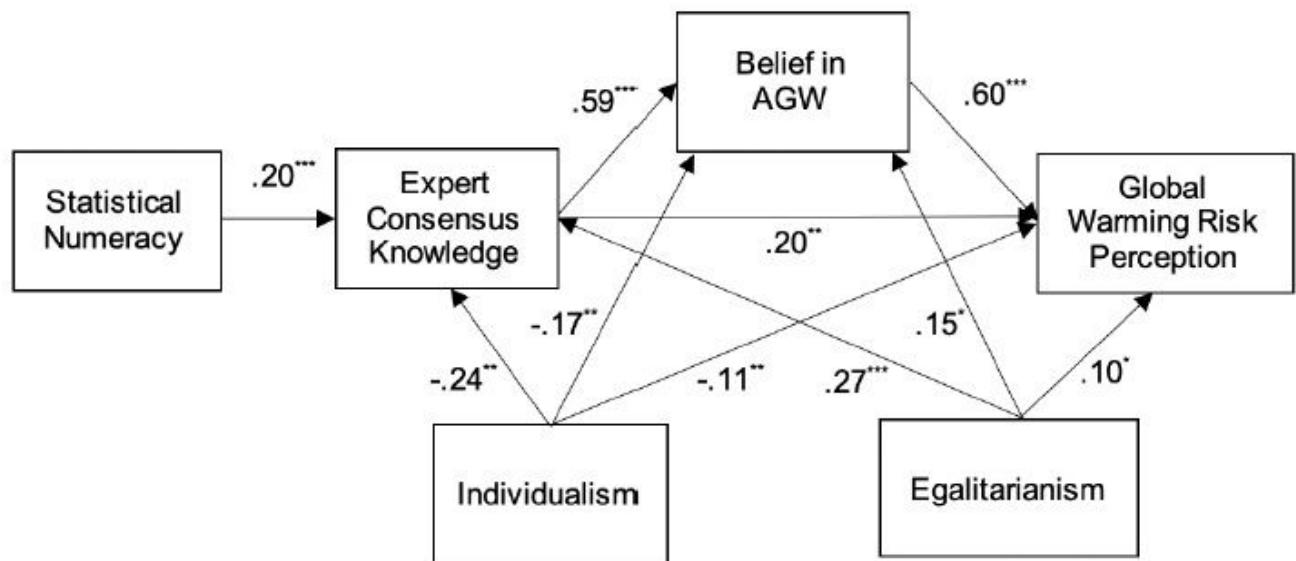 Belief in
AGW
.59***
.60***
.20***
Statistical
Numeracy
Expert
Consensus
Knowledge
Global
Warming Risk
Perception
.20**
-.17**
.15*
-.24**
-.11**
.27***
.10*
Individualism
Egalitarianism